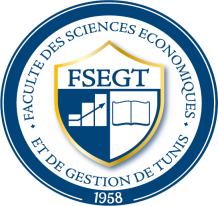 FACULTE DES SCIENCES ECONOMIQUES
ET DE GESTION DE TUNIS
FSEGT
1958